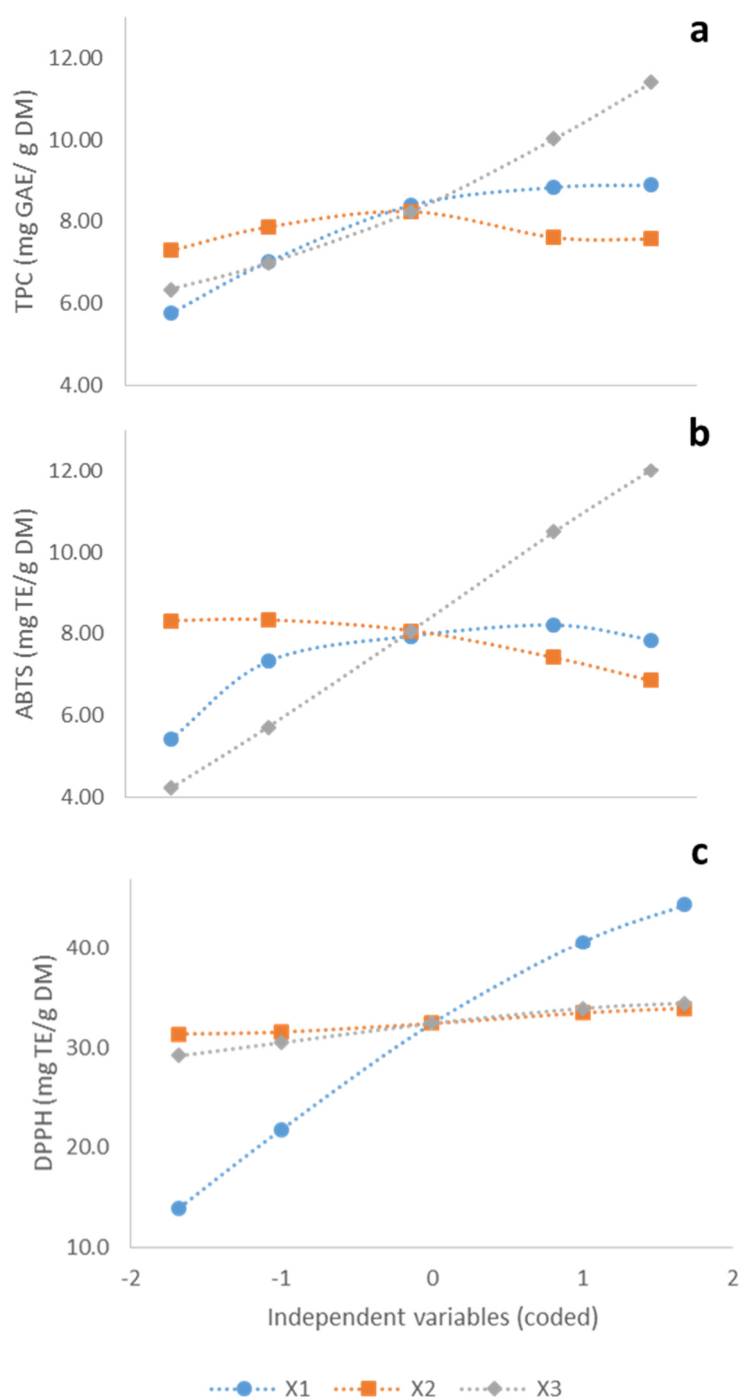 a
TPC (mg GAE/ g DM)
12.00
10.00
8.00
6.00
4.00
b
ABTS (mg TE/g DM)
12.00
10.00
8.00
6.00
4.00
c
DPPH (mg TE/g DM)
40.0
30.0
20.0
10.0
-2 -1 0 1 2
Independent variables (coded)
X1 X2 X3